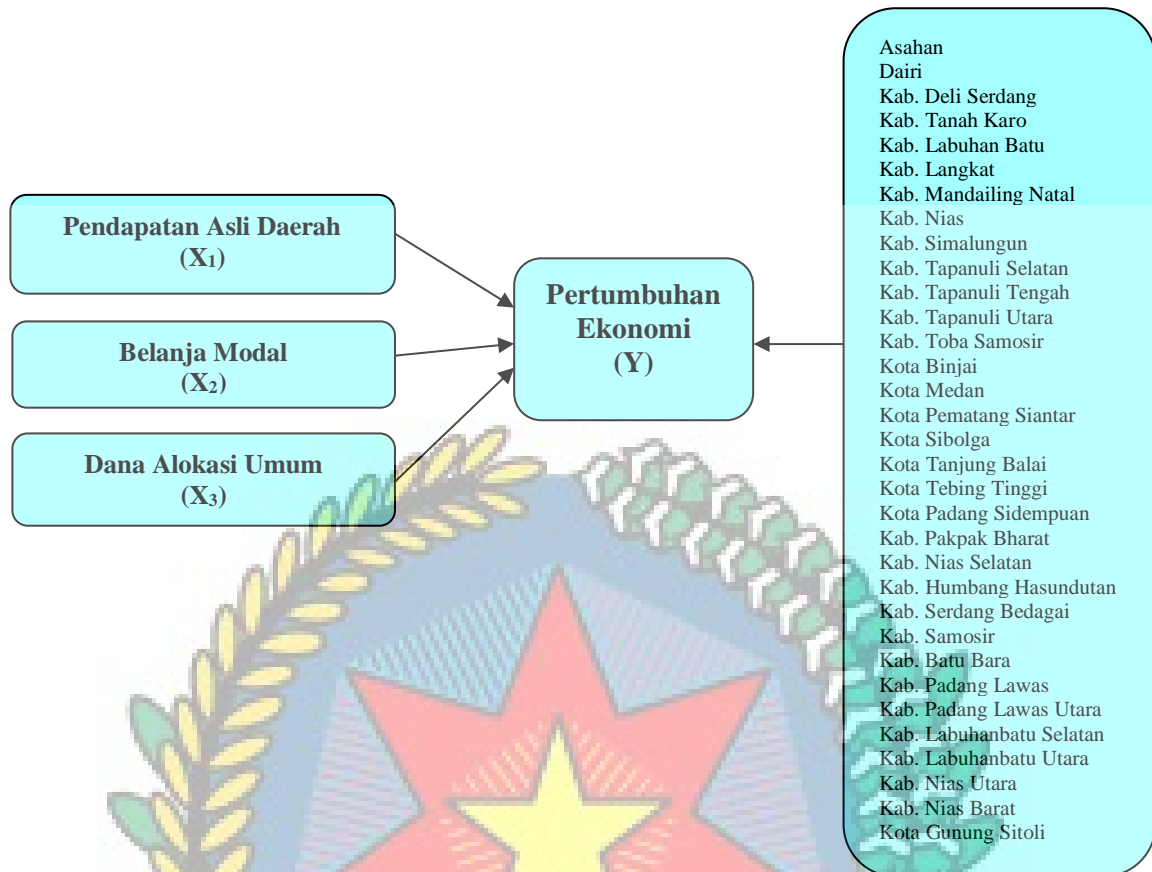 Pendapatan Asli Daerah
(X₁)
Belanja Modal
(X₂)
Dana Alokasi Umum
(X₃)
Pertumbuhan
Ekonomi
(Y)
Asahan
Dairi
Kab. Deli Serdang
Kab. Tanah Karo
Kab. Labuhan Batu
Kab. Langkat
Kab. Mandailing Natal
Kab. Nias
Kab. Simalungun
Kab. Tapanuli Selatan
Kab. Tapanuli Tengah
Kab. Tapanuli Utara
Kab. Toba Samosir
Kota Binjai
Kota Medan
Kota Pematang Siantar
Kota Sibolga
Kota Tanjung Balai
Kota Tebing Tinggi
Kota Padang Sidempuan
Kab. Pakpak Bharat
Kab. Nias Selatan
Kab. Humbang Hasundutan
Kab. Serdang Bedagai
Kab. Samosir
Kab. Batu Bara
Kab. Padang Lawas
Kab. Padang Lawas Utara
Kab. Labuhanbatu Selatan
Kab. Labuhanbatu Utara
Kab. Nias Utara
Kab. Nias Barat
Kota Gunung Sitoli